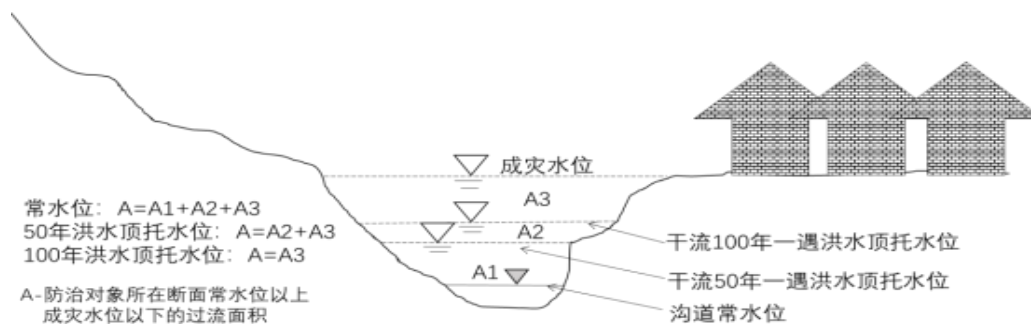 成灾水位
A3
常水位：A=A1+A2+A3
50年洪水顶托水位：A=A2+A3
100年洪水顶托水位：A=A3
A2
干流100年一遇洪水顶托水位
A1
干流50年一遇洪水顶托水位
A-防治对象所在断面常水位以上
成灾水位以下的过流面积
沟道常水位